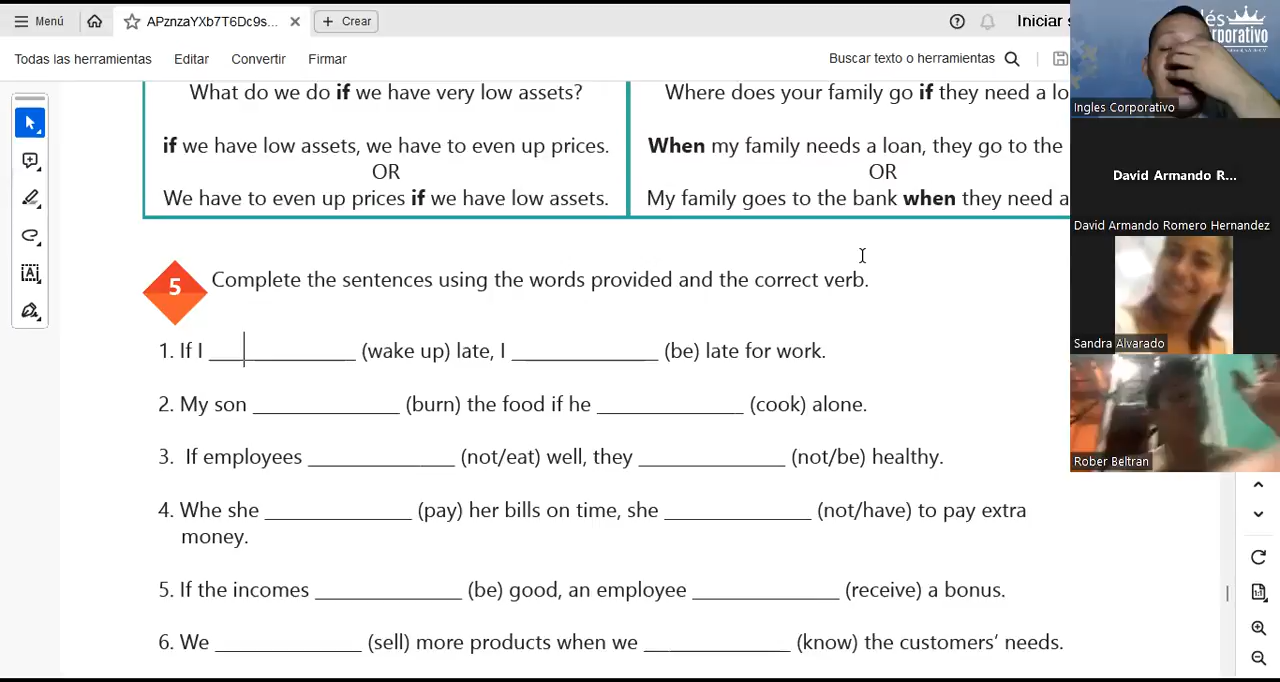 Menú
APznzaYXb7T6Dc9s...
Crear
Iniciar s
Todas las herramientas
Editar
Convertir
Firmar
Buscar texto o herramientas
What do we do if we have very low assets?
if we have low assets, we have to even up prices.
OR
We have to even up prices if we have low assets.
Where does your family go if they need a lo
When my family needs a loan, they go to the
OR
My family goes to the bank when they need a
5 Complete the sentences using the words provided and the correct verb.
1. If I ______________ (wake up) late, I ______________ (be) late for work.
2. My son ______________ (burn) the food if he ______________ (cook) alone.
3. If employees ______________ (not/eat) well, they ______________ (not/be) healthy.
4. Whe she ______________ (pay) her bills on time, she ______________ (not/have) to pay extra
money.
5. If the incomes ______________ (be) good, an employee ______________ (receive) a bonus.
6. We ______________ (sell) more products when we ______________ (know) the customers' needs.
Ingles Corporativo
David Armando R...
David Armando Romero Hernandez
Sandra Alvarado
Rober Beltran